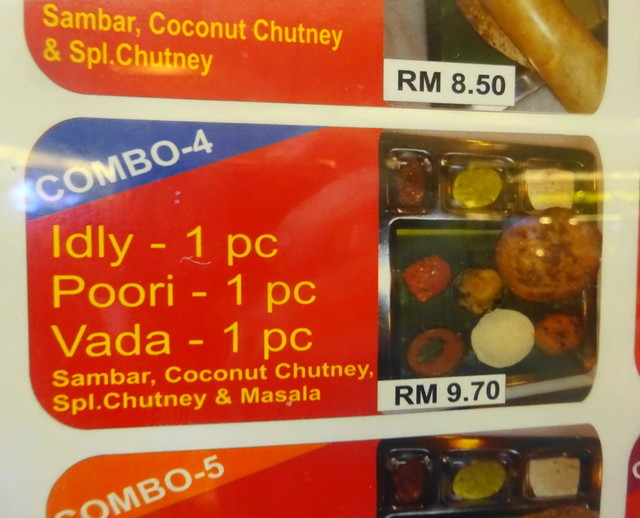 Sambar, Coconut Chutney
& Spl.Chutney
RM 8.50
COMBO-4
Idly - 1 pc
Poori - 1 pc
Vada - 1 pc
Sambar, Coconut Chutney,
Spl.Chutney & Masala
RM 9.70
COMBO-5